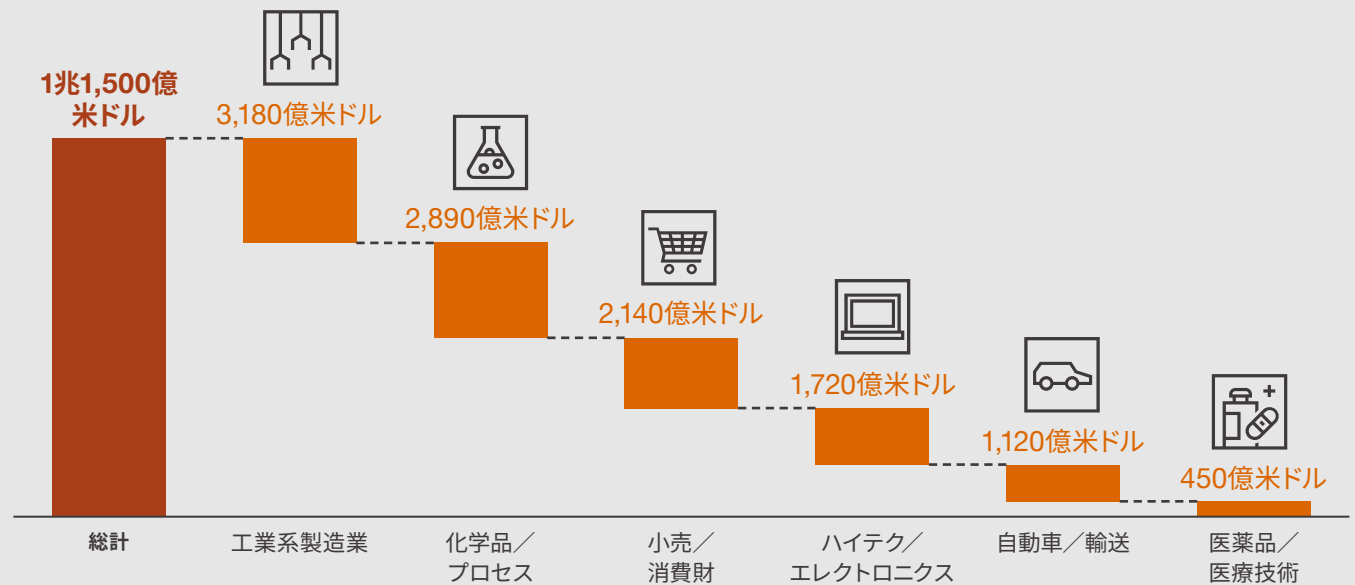 1兆1,500億
米ドル
3,180億米ドル
2,890億米ドル
2,140億米ドル
1,720億米ドル
1,120億米ドル
450億米ドル
総計
工業系製造業
化学品／
プロセス
小売／
消費財
ハイテク／
エレクトロニクス
自動車／輸送
医薬品／
医療技術